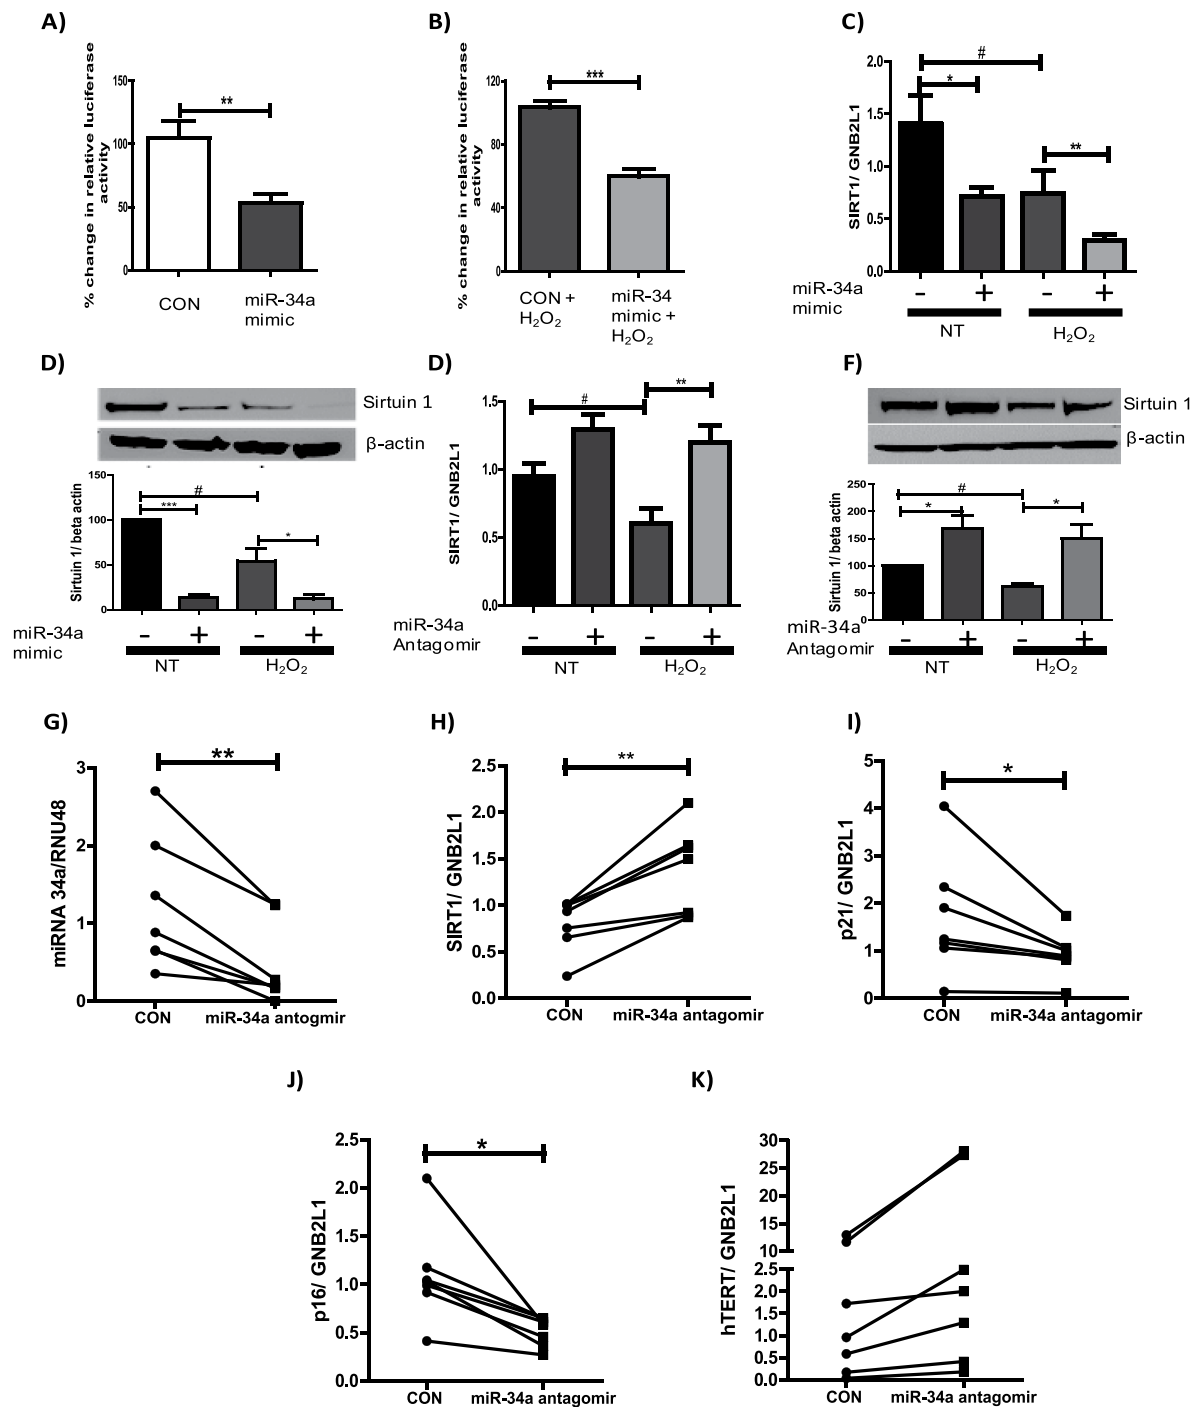 A)
% change in relative luciferase
activity
150
100
50
0
**
CON
miR-34a
mimic
B)
% change in relative luciferase
activity
120
80
40
0
***
CON +
H₂O₂
miR-34
mimic +
H₂O₂
C)
SIRT1/ GNB2L1
2.0
1.5
1.0
0.5
0.0
#
*
**
miR-34a
mimic
- + - +
NT H₂O₂
D)
Sirtuin 1
β-actin
Sirtuin 1/ beta actin
150
100
50
0
#
***
*
miR-34a
mimic
- + - +
NT H₂O₂
D)
SIRT1/ GNB2L1
1.5
1.0
0.5
0.0
#
**
miR-34a
Antagomir
- + - +
NT H₂O₂
F)
Sirtuin 1
β-actin
Sirtuin 1/ beta actin
250
200
150
100
50
0
#
*
*
miR-34a
Antagomir
- + - +
NT H₂O₂
G)
miRNA 34a/RNU48
3
2
1
0
**
CON miR-34a antogmir
H)
SIRT1/ GNB2L1
2.5
2.0
1.5
1.0
0.5
0.0
**
CON miR-34a antagomir
I)
p21/ GNB2L1
5
4
3
2
1
0
*
CON miR-34a antagomir
J)
p16/ GNB2L1
2.5
2.0
1.5
1.0
0.5
0.0
*
CON miR-34a antagomir
K)
hTERT/ GNB2L1
30
25
20
15
10
2.5
2.0
1.5
1.0
0.5
0.0
CON miR-34a antagomir